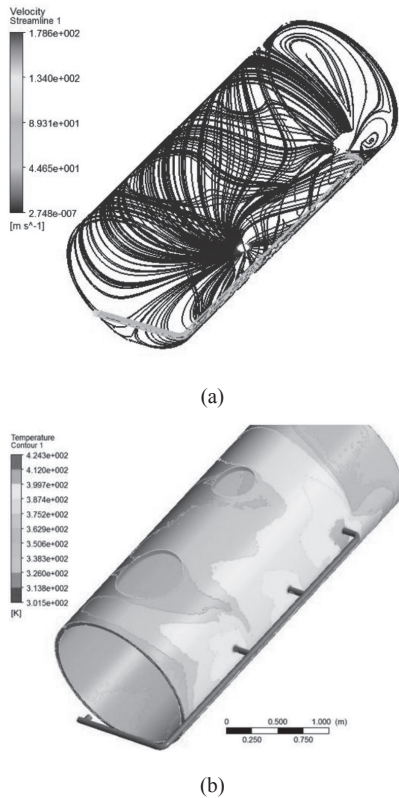 Velocity
Streamline 1
1.786e+002
1.340e+002
8.931e+001
4.465e+001
2.748e-007
[m s^-1]
(a)
Temperature
Contour 1
4.243e+002
4.120e+002
3.997e+002
3.874e+002
3.752e+002
3.629e+002
3.506e+002
3.383e+002
3.260e+002
3.138e+002
3.015e+002
[K]
0 0.500 1.000 (m)
0.250 0.750
(b)